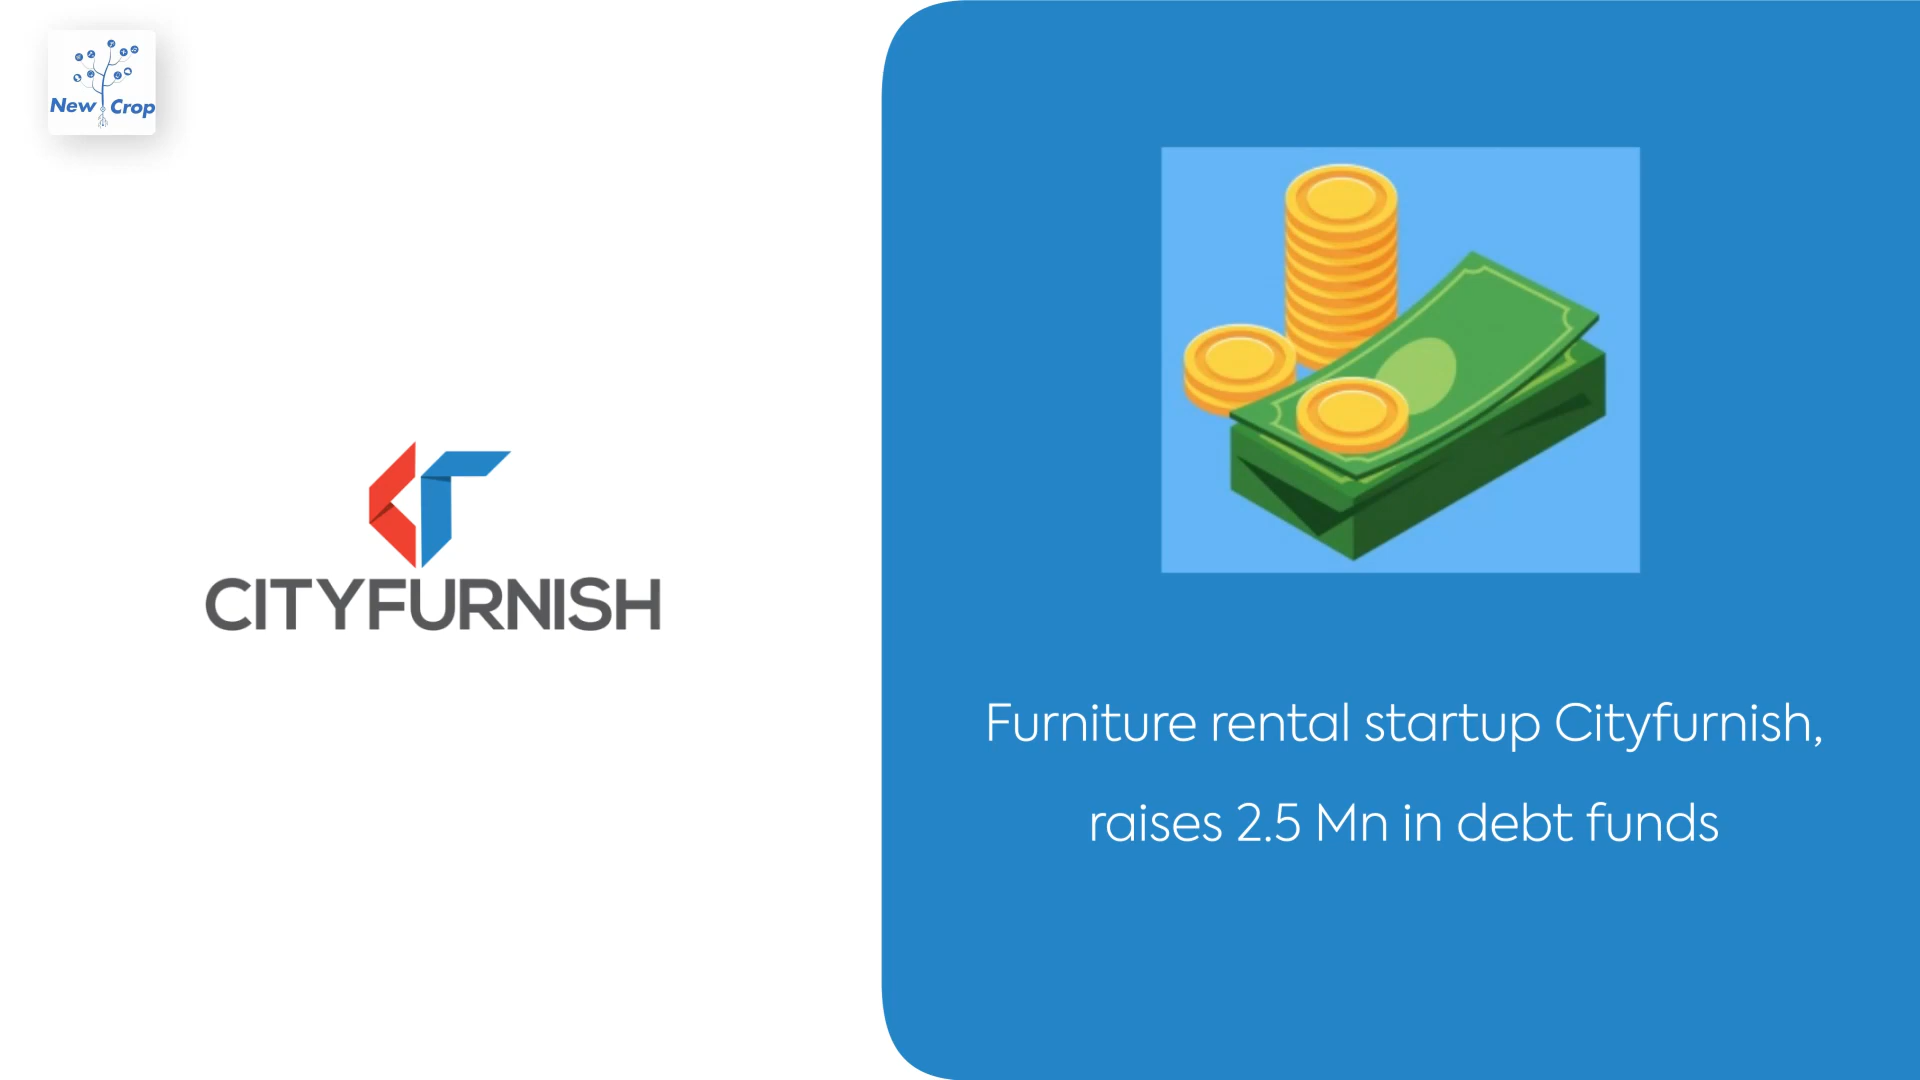 New Crop
CITYFURNISH
Furniture rental startup Cityfurnish,
raises 2.5 Mn in debt funds